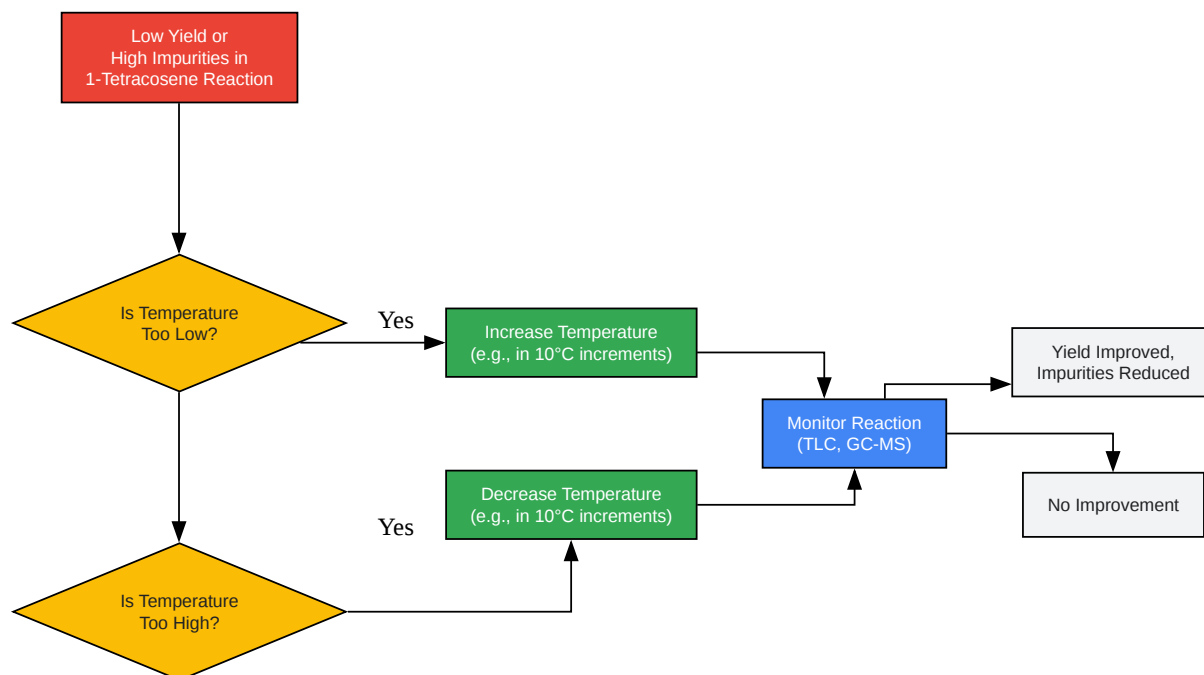 Low Yield or
High Impurities in
1-Tetracosene Reaction
Is Temperature
Too Low?
Yes
Increase Temperature
(e.g., in 10°C increments)
Yield Improved,
Impurities Reduced
Monitor Reaction
(TLC, GC-MS)
Decrease Temperature
(e.g., in 10°C increments)
No Improvement
Yes
Is Temperature
Too High?